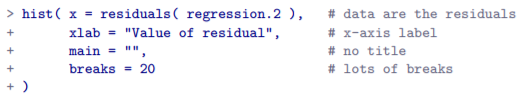 > hist( x = residuals( regression.2 ), # data are the residuals
+ xlab = "Value of residual", # x-axis label
+ main = "", # no title
+ breaks = 20 # lots of breaks
+ )